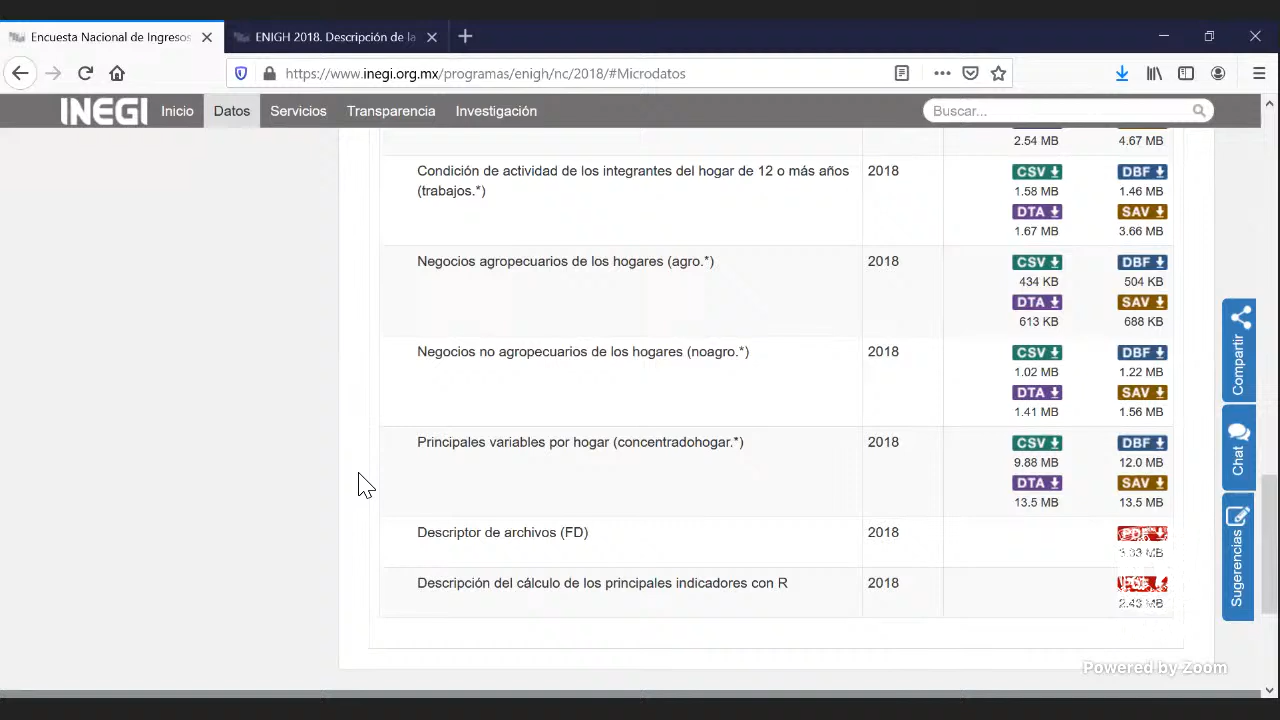 Encuesta Nacional de Ingresos
ENIGH 2018. Descripción de la
https://www.inegi.org.mx/programas/enigh/nc/2018/#Microdatos
INEGI Inicio Datos Servicios Transparencia Investigación Buscar...
2.54 MB 4.67 MB
Condición de actividad de los integrantes del hogar de 12 o más años 2018 CSV DBF
(trabajos.*) 1.58 MB 1.46 MB
DTA SAV
1.67 MB 3.66 MB
Negocios agropecuarios de los hogares (agro.*) 2018 CSV DBF
434 KB 504 KB
DTA SAV
613 KB 688 KB
Negocios no agropecuarios de los hogares (noagro.*) 2018 CSV DBF
1.02 MB 1.22 MB
DTA SAV
1.41 MB 1.56 MB
Principales variables por hogar (concentradohogar.*) 2018 CSV DBF
9.88 MB 12.0 MB
DTA SAV
13.5 MB 13.5 MB
Descriptor de archivos (FD) 2018 PDF
MB
Descripción del cálculo de los principales indicadores con R 2018
2.43 MB
Compartir
Chat
Sugerencias
Powered by Zoom